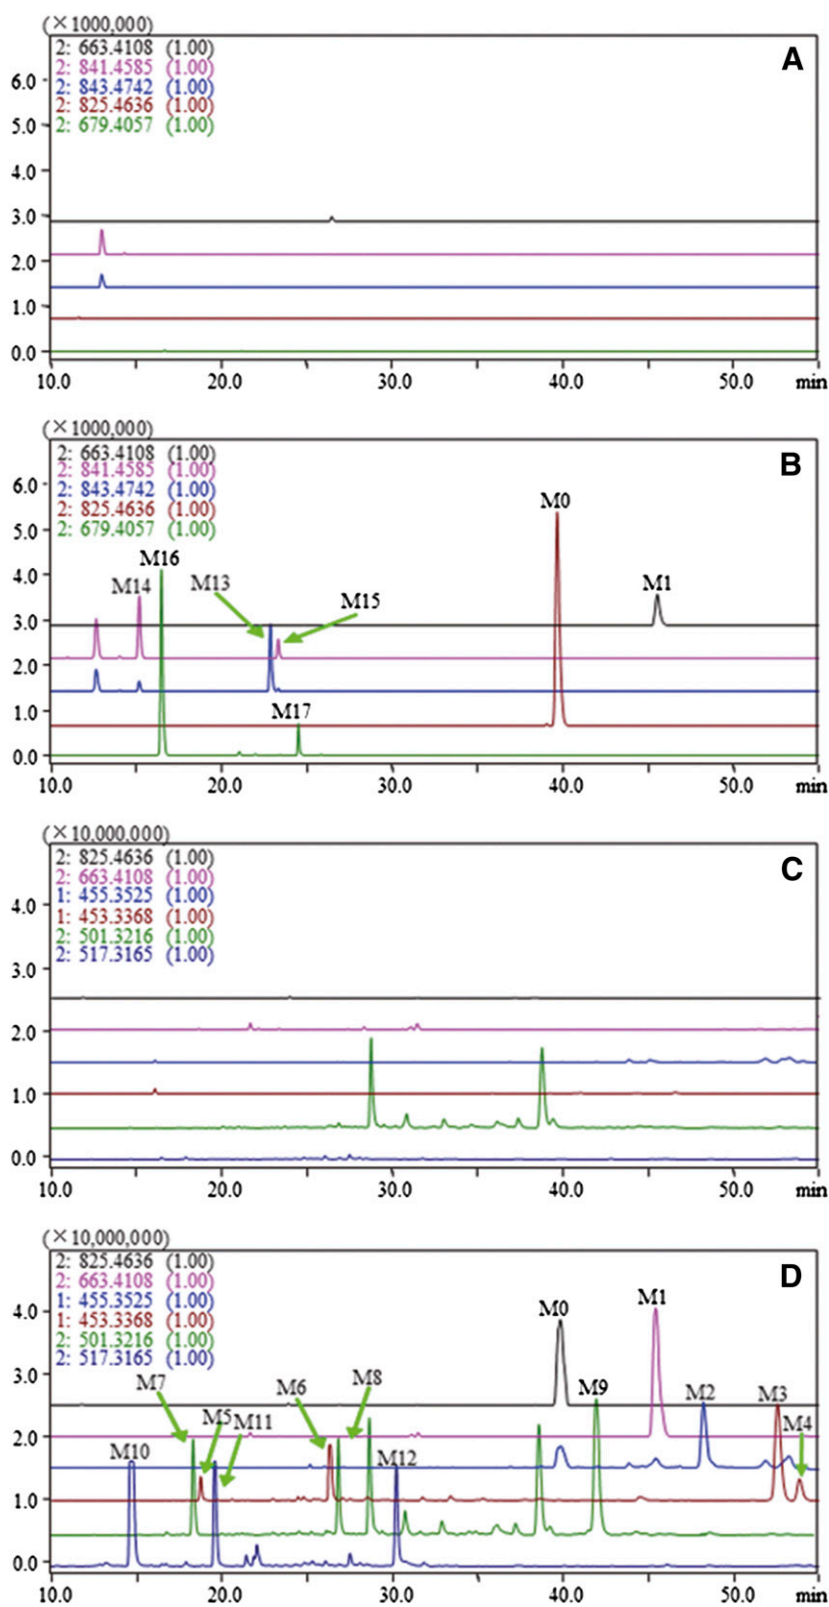 (×1000,000)
2: 663.4108 (1.00)
A
2: 841.4585 (1.00)
2: 843.4742 (1.00)
2: 825.4636 (1.00)
2: 679.4057 (1.00)
6.0
5.0
4.0
3.0
2.0
1.0
0.0
10.0 20.0 30.0 40.0 50.0 min
(×1000,000)
2: 663.4108 (1.00)
B
2: 841.4585 (1.00)
2: 843.4742 (1.00)
2: 825.4636 (1.00)
2: 679.4057 (1.00)
6.0
5.0
4.0
3.0
2.0
1.0
0.0
M0
M16
M14 M13
M15
M1
M17
10.0 20.0 30.0 40.0 50.0 min
(×10,000,000)
2: 825.4636 (1.00)
C
2: 663.4108 (1.00)
1: 455.3525 (1.00)
1: 453.3368 (1.00)
2: 501.3216 (1.00)
2: 517.3165 (1.00)
4.0
3.0
2.0
1.0
0.0
10.0 20.0 30.0 40.0 50.0 min
(×10,000,000)
2: 825.4636 (1.00)
D
2: 663.4108 (1.00)
1: 455.3525 (1.00)
1: 453.3368 (1.00)
2: 501.3216 (1.00)
2: 517.3165 (1.00)
4.0
3.0
2.0
1.0
0.0
M0 M1
M7 M6 M8 M9 M2 M3
M5 M11 M4
M10 M12
10.0 20.0 30.0 40.0 50.0 min